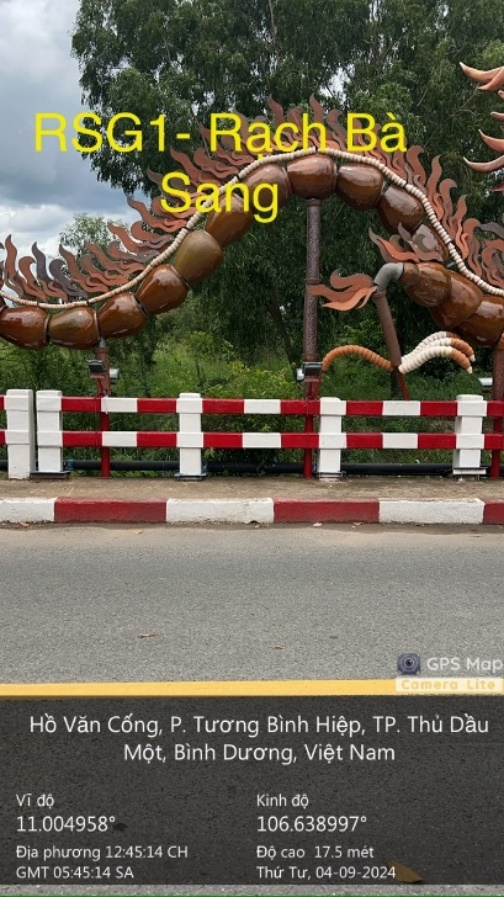 RSG1- Rạch Bà
Sang
GPS Map
Camera Lite
Hồ Văn Cống, P. Tương Bình Hiệp, TP. Thủ Dầu
Một, Bình Dương, Việt Nam
Vĩ độ
Kinh độ
11.004958°
106.638997°
Địa phương 12:45:14 CH
Độ cao 17.5 mét
GMT 05:45:14 SA
Thứ Tư, 04-09-2024